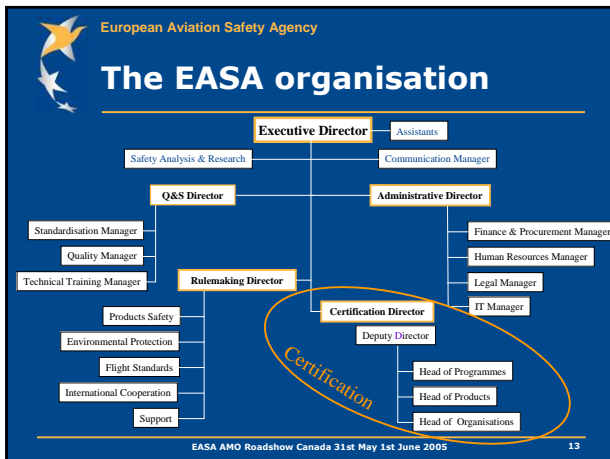 European Aviation Safety Agency
The EASA organisation
Executive Director
Assistants
Safety Analysis & Research
Communication Manager
Q&S Director
Administrative Director
Standardisation Manager
Quality Manager
Technical Training Manager
Finance & Procurement Manager
Human Resources Manager
Legal Manager
IT Manager
Rulemaking Director
Products Safety
Environmental Protection
Flight Standards
International Cooperation
Support
Certification Director
Deputy Director
Head of Programmes
Head of Products
Head of Organisations
Certification
EASA AMO Roadshow Canada 31st May 1st June 2005
13